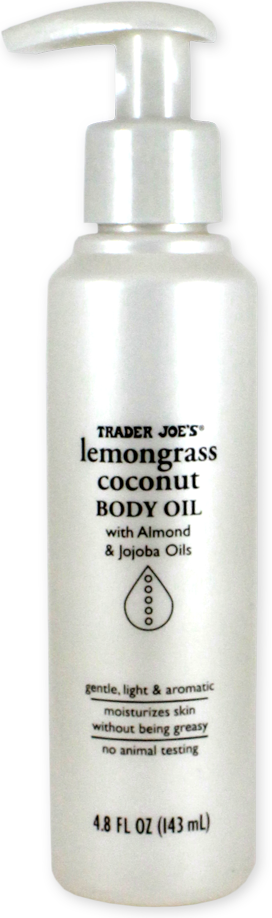 TRADER JOE'S®
lemongrass
coconut
BODY OIL
with Almond
& Jojoba Oils
gentle, light & aromatic
moisturizes skin
without being greasy
no animal testing
4.8 FL OZ (143 mL)